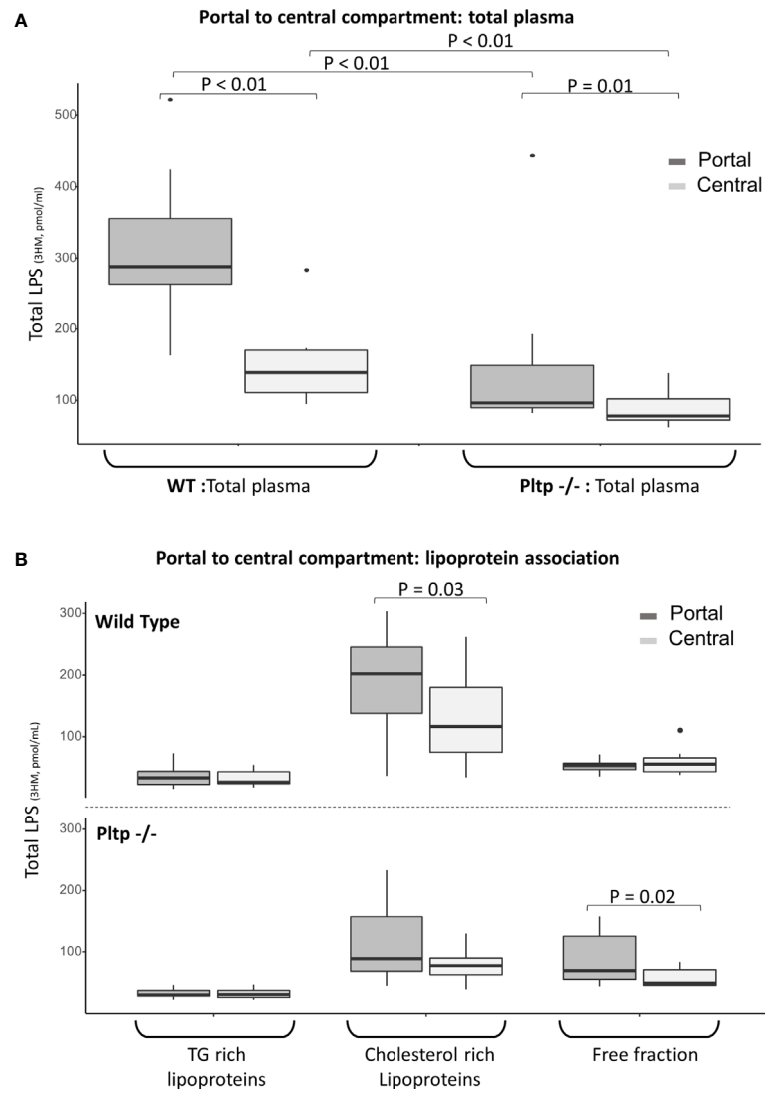 A
Portal to central compartment: total plasma
P < 0.01
P < 0.01
P < 0.01
P = 0.01
500
400
300
200
100
Total LPS (3HM, pmol/ml)
Portal
Central
WT :Total plasma
Pltp -/- : Total plasma
B
Portal to central compartment: lipoprotein association
P = 0.03
300
200
100
Wild Type
Portal
Central
Total LPS (3HM, pmol/mL)
Pltp -/-
300
200
100
P = 0.02
TG rich
lipoproteins
Cholesterol rich
Lipoproteins
Free fraction